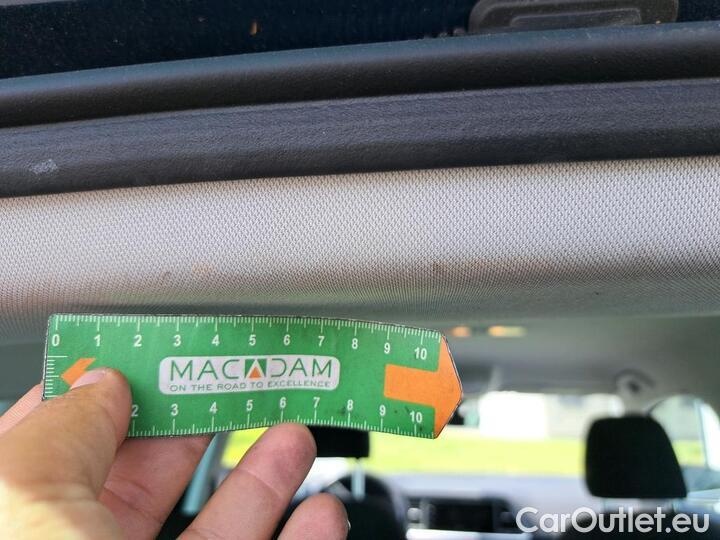 0 1 2 3 4 5 6 7 8 9 10
MACADAM
ON THE ROAD TO EXCELLENCE
2 3 4 5 6 7 8 9 10
CarOutlet.eu